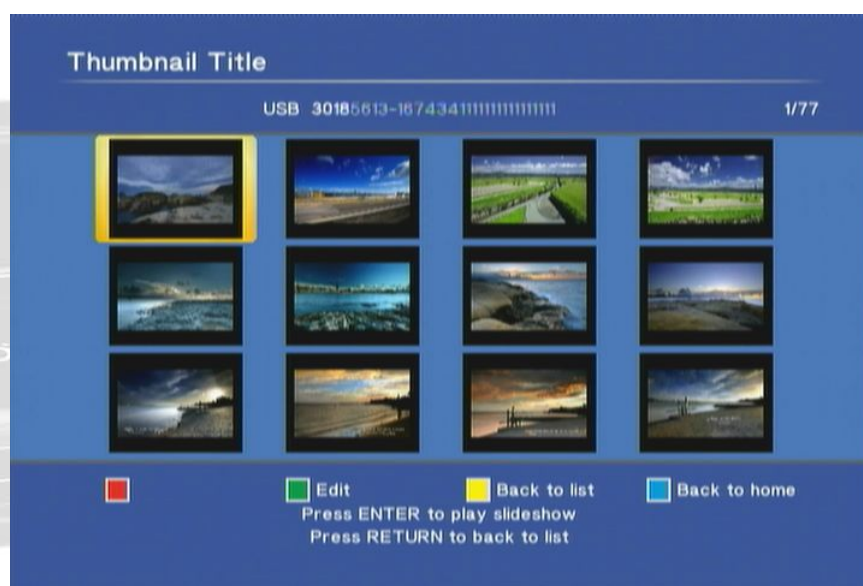 Thumbnail Title
USB 30185613-1674341111111111111111 1/77
Edit Back to list Back to home
Press ENTER to play slideshow
Press RETURN to back to list